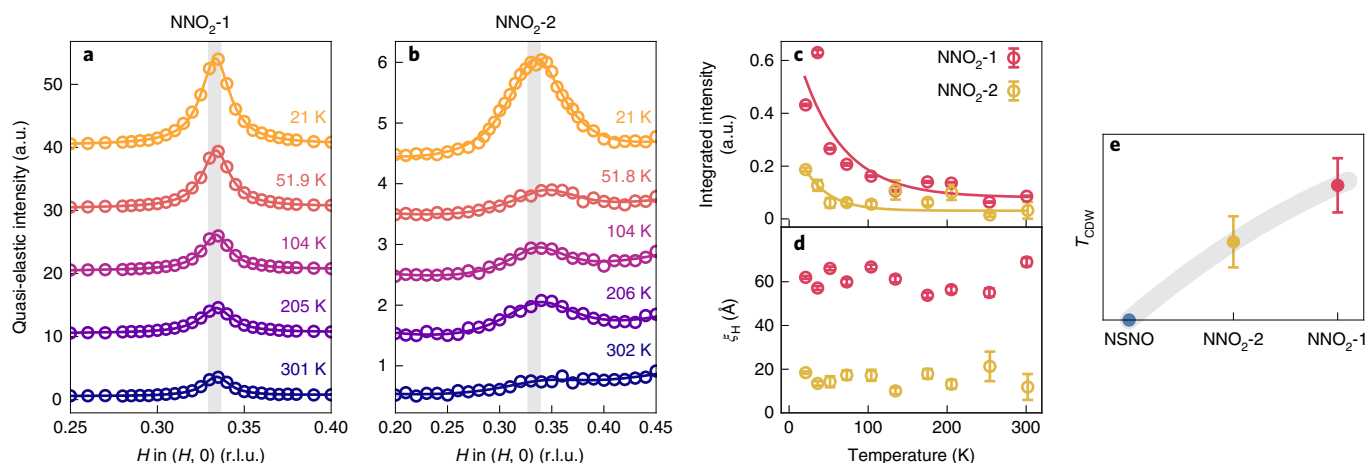 NNO₂-1
a
Quasi-elastic intensity (a.u.)
50
40
30
20
10
0
21 K
51.9 K
104 K
205 K
301 K
0.25 0.30 0.35 0.40
H in (H, 0) (r.l.u.)
NNO₂-2
b
6
5
4
3
2
1
21 K
51.8 K
104 K
206 K
302 K
0.20 0.25 0.30 0.35 0.40 0.45
H in (H, 0) (r.l.u.)
c
NNO₂-1
NNO₂-2
Integrated intensity
(a.u.)
0.6
0.4
0.2
0
d
ξH (Å)
60
40
20
0
0 100 200 300
Temperature (K)
e
TCDW
NSNO NNO₂-2 NNO₂-1